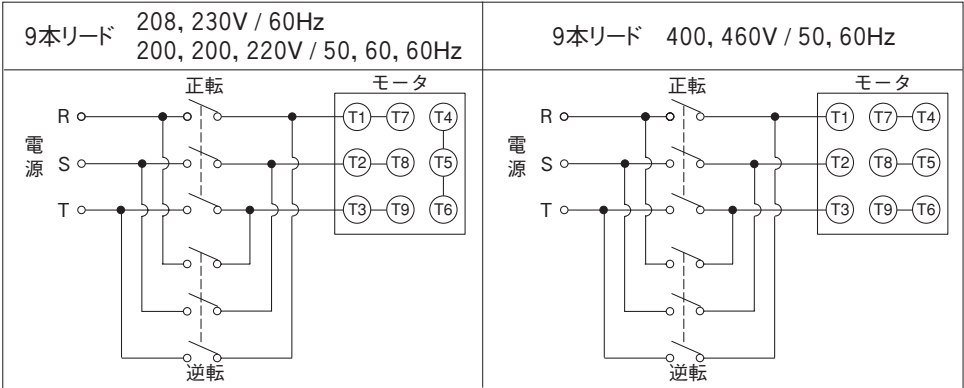 9本リード 208, 230V / 60Hz
200, 200, 220V / 50, 60, 60Hz
正転
モータ
電源
R
S
T
T1 T7 T4
T2 T8 T5
T3 T9 T6
逆転
9本リード 400, 460V / 50, 60Hz
正転
モータ
電源
R
S
T
T1 T7 T4
T2 T8 T5
T3 T9 T6
逆転